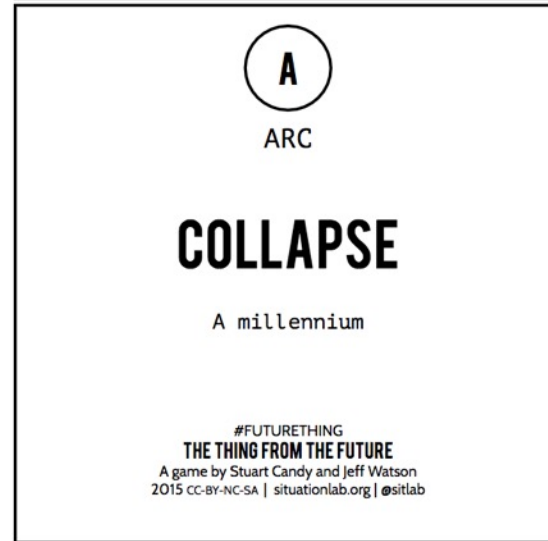 A
ARC
COLLAPSE
A millennium
#FUTURETHING
THE THING FROM THE FUTURE
A game by Stuart Candy and Jeff Watson
2015 CC-BY-NC-SA | situationlab.org | @sitlab